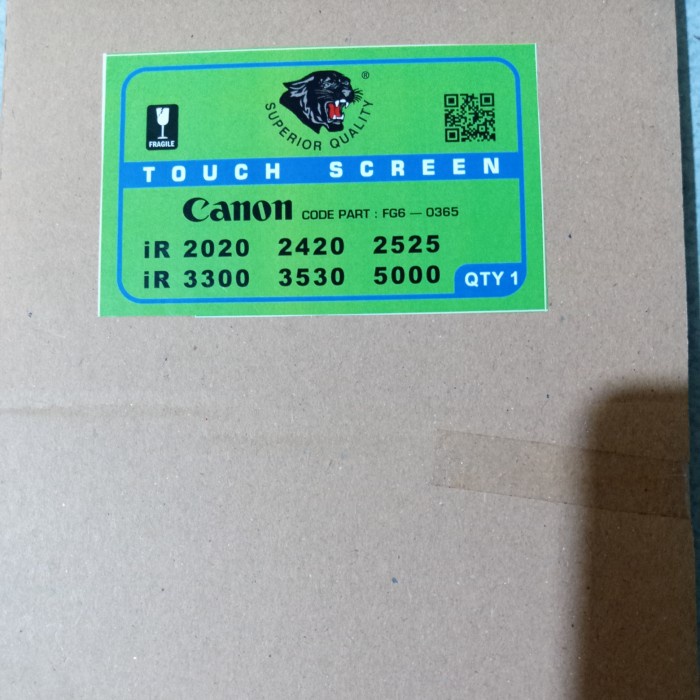 ®
SUPERIOR QUALITY
FRAGILE
TOUCH SCREEN
Canon CODE PART : FG6 — 0365
iR 2020 2420 2525
iR 3300 3530 5000
QTY 1